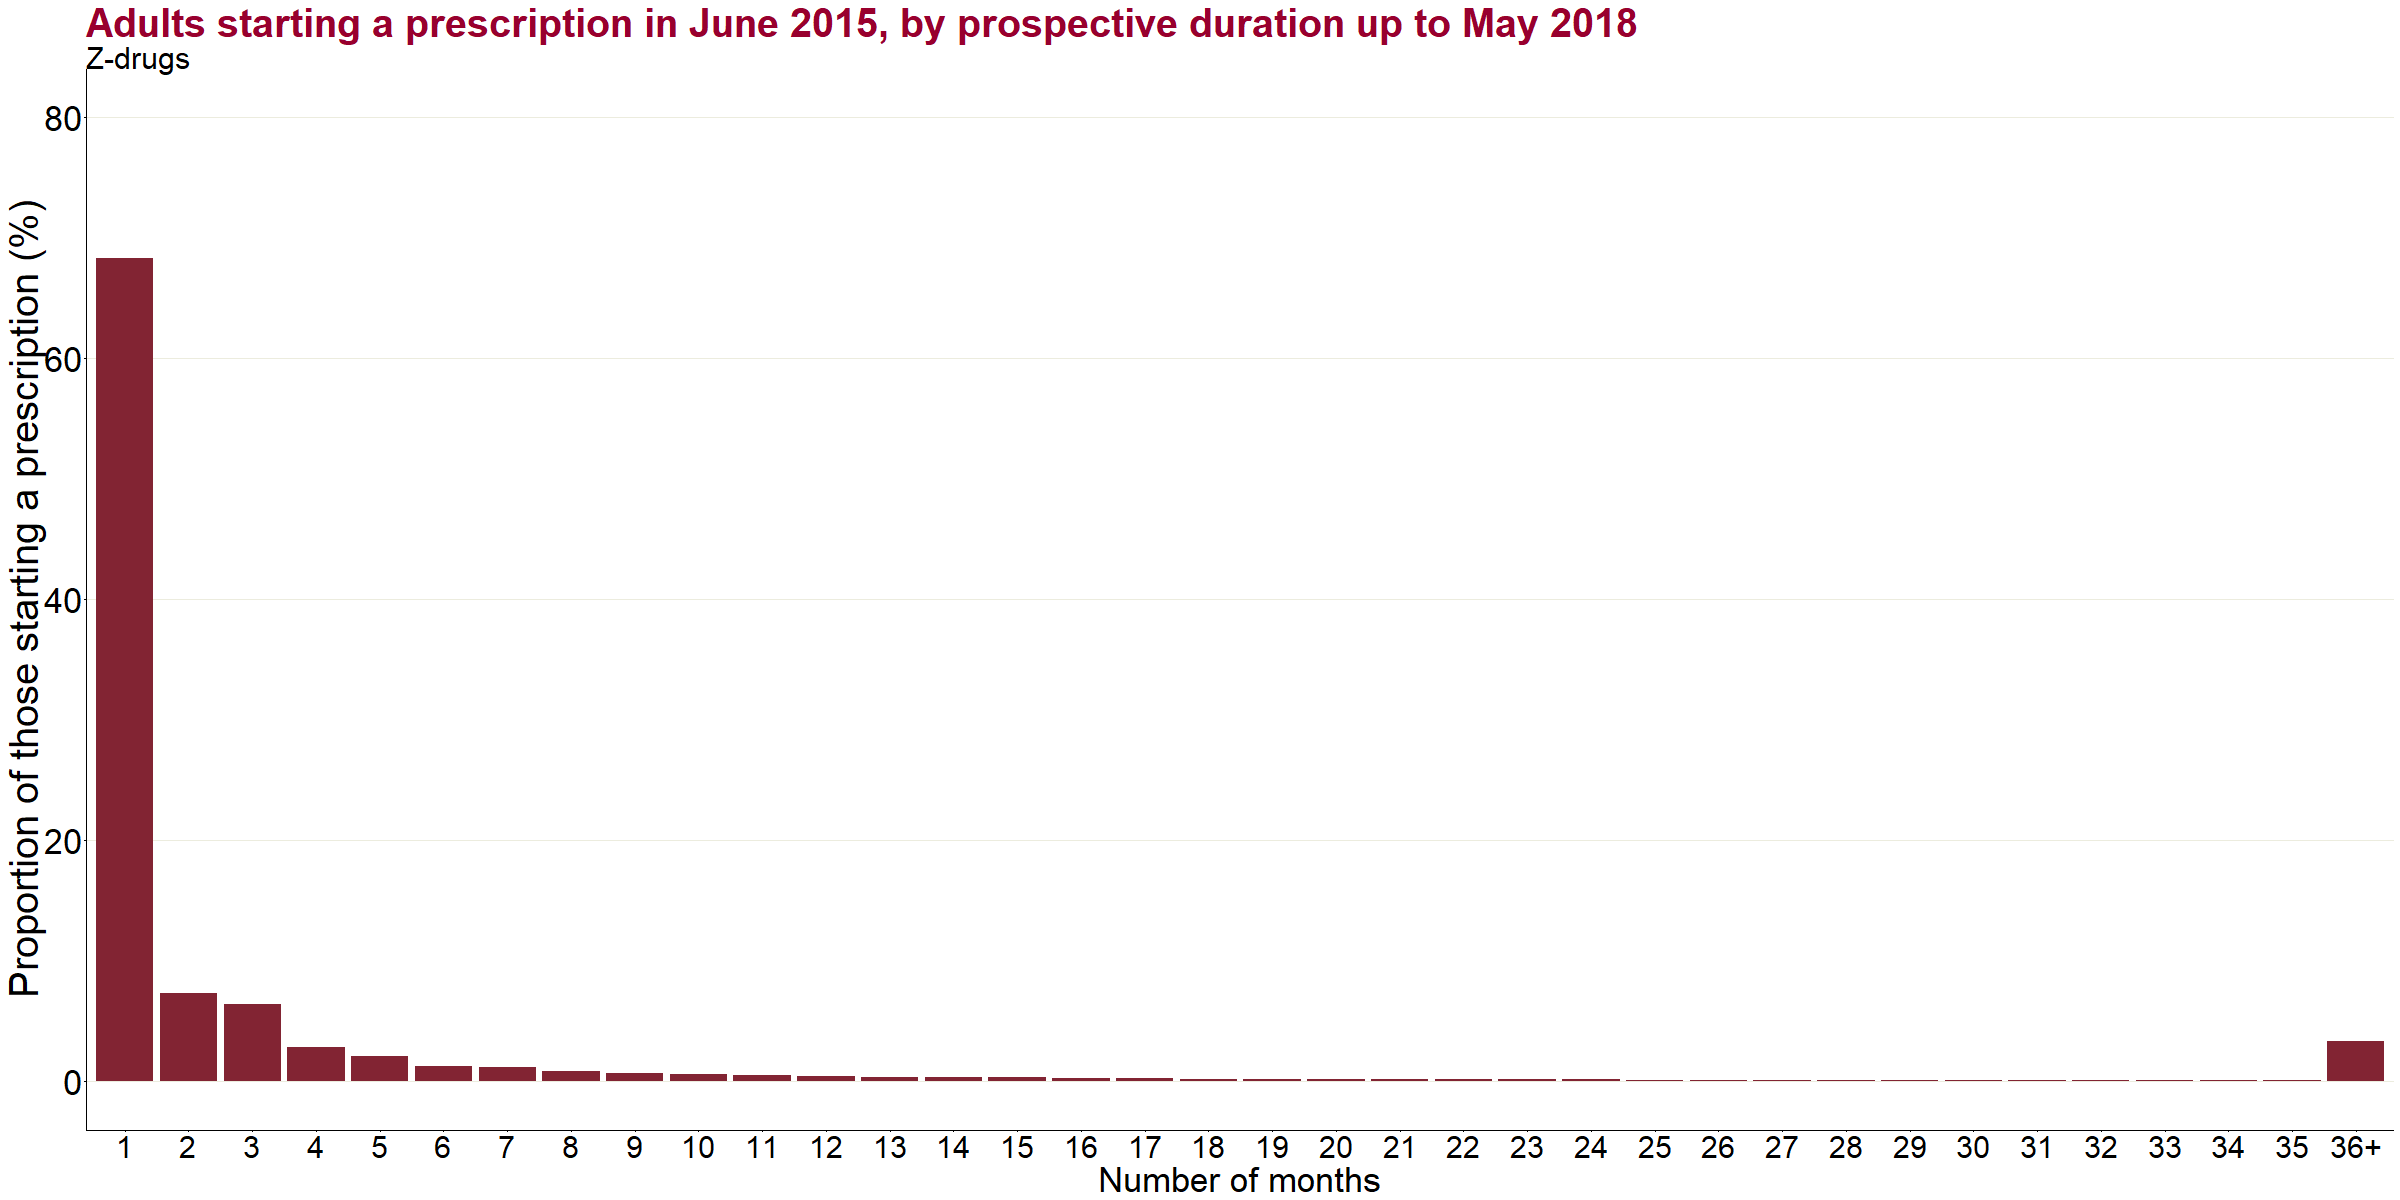 Adults starting a prescription in June 2015, by prospective duration up to May 2018
Z-drugs
Proportion of those starting a prescription (%)
80
60
40
20
0
1 2 3 4 5 6 7 8 9 10 11 12 13 14 15 16 17 18 19 20 21 22 23 24 25 26 27 28 29 30 31 32 33 34 35 36+
Number of months